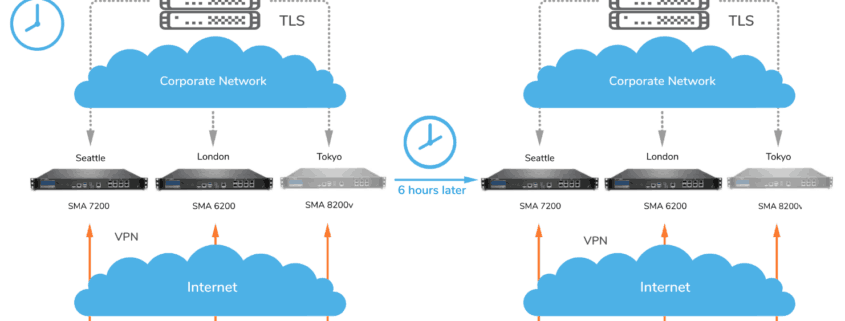 TLS
Corporate Network
Seattle London Tokyo
SMA 7200 SMA 6200 SMA 8200v
VPN
Internet
6 hours later
TLS
Corporate Network
Seattle London Tokyo
SMA 7200 SMA 6200 SMA 8200v
VPN
Internet